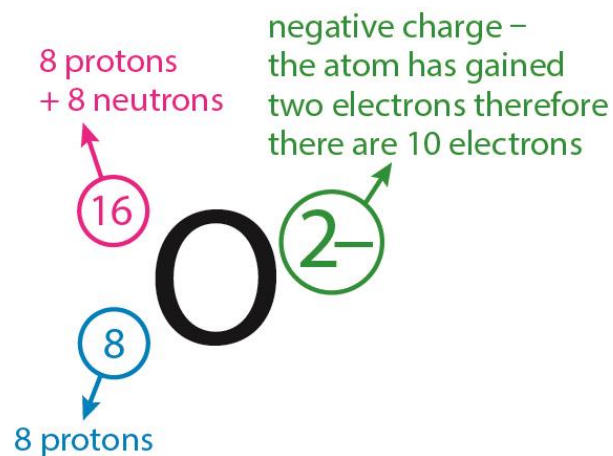 negative charge –
the atom has gained
two electrons therefore
there are 10 electrons
8 protons
+ 8 neutrons
16
O
2–
8
8 protons